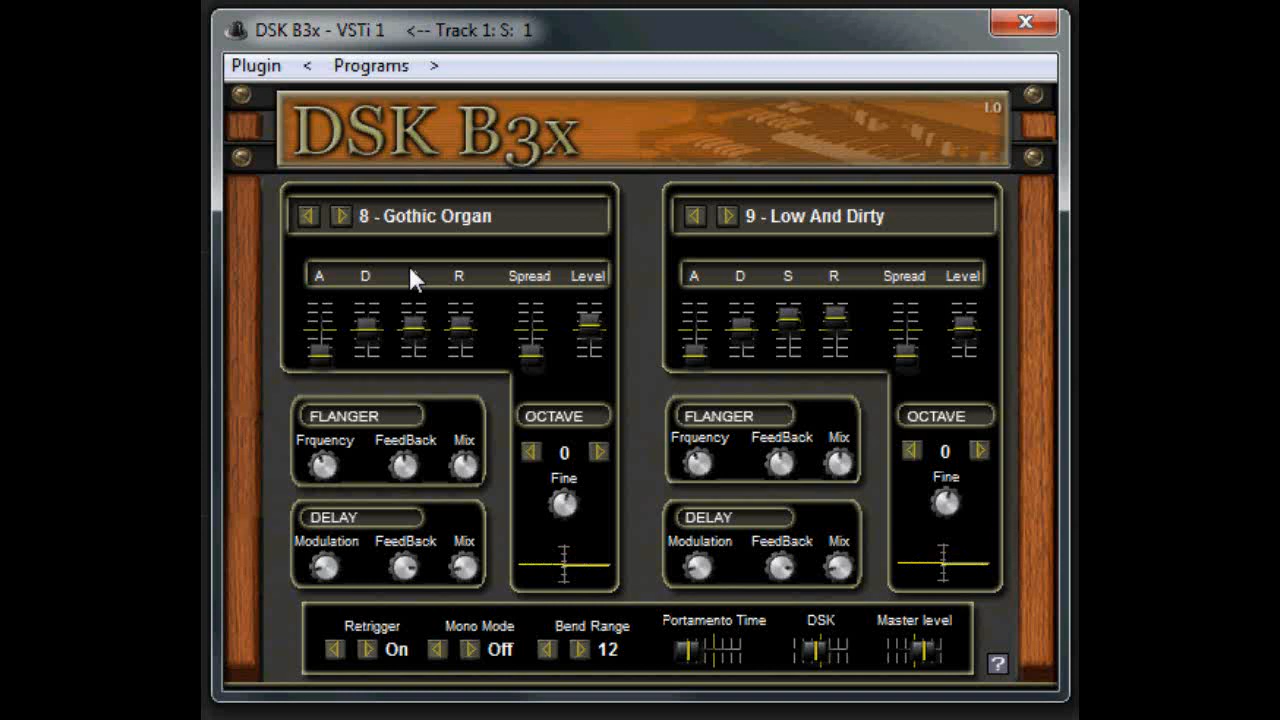 DSK B3x - VSTi 1 <-- Track 1: S: 1
Plugin < Programs >
DSK B3x
1.0
8 - Gothic Organ
9 - Low And Dirty
A D R Spread Level
A D S R Spread Level
FLANGER
OCTAVE
FLANGER
OCTAVE
Frquency FeedBack Mix
0
Fine
Frquency FeedBack Mix
0
Fine
DELAY
Modulation FeedBack Mix
DELAY
Modulation FeedBack Mix
Retrigger Mono Mode Bend Range Portamento Time DSK Master level
On Off 12
?